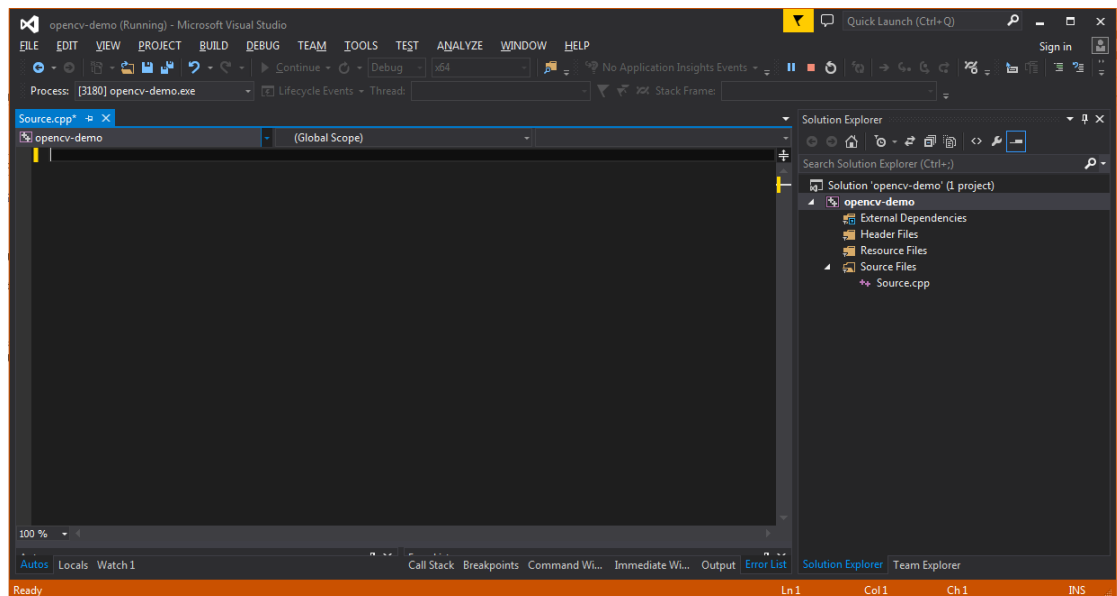 opencv-demo (Running) - Microsoft Visual Studio
Quick Launch (Ctrl+Q)
FILE EDIT VIEW PROJECT BUILD DEBUG TEAM TOOLS TEST ANALYZE WINDOW HELP
Sign in
Continue Debug x64 No Application Insights Events
Process: [3180] opencv-demo.exe Lifecycle Events Thread: Stack Frame:
Source.cpp*
opencv-demo (Global Scope)
Solution Explorer
Search Solution Explorer (Ctrl+;)
Solution 'opencv-demo' (1 project)
opencv-demo
External Dependencies
Header Files
Resource Files
Source Files
Source.cpp
100 %
Autos Locals Watch 1
Call Stack Breakpoints Command Wi... Immediate Wi... Output Error List
Solution Explorer Team Explorer
Ready Ln 1 Col 1 Ch 1 INS